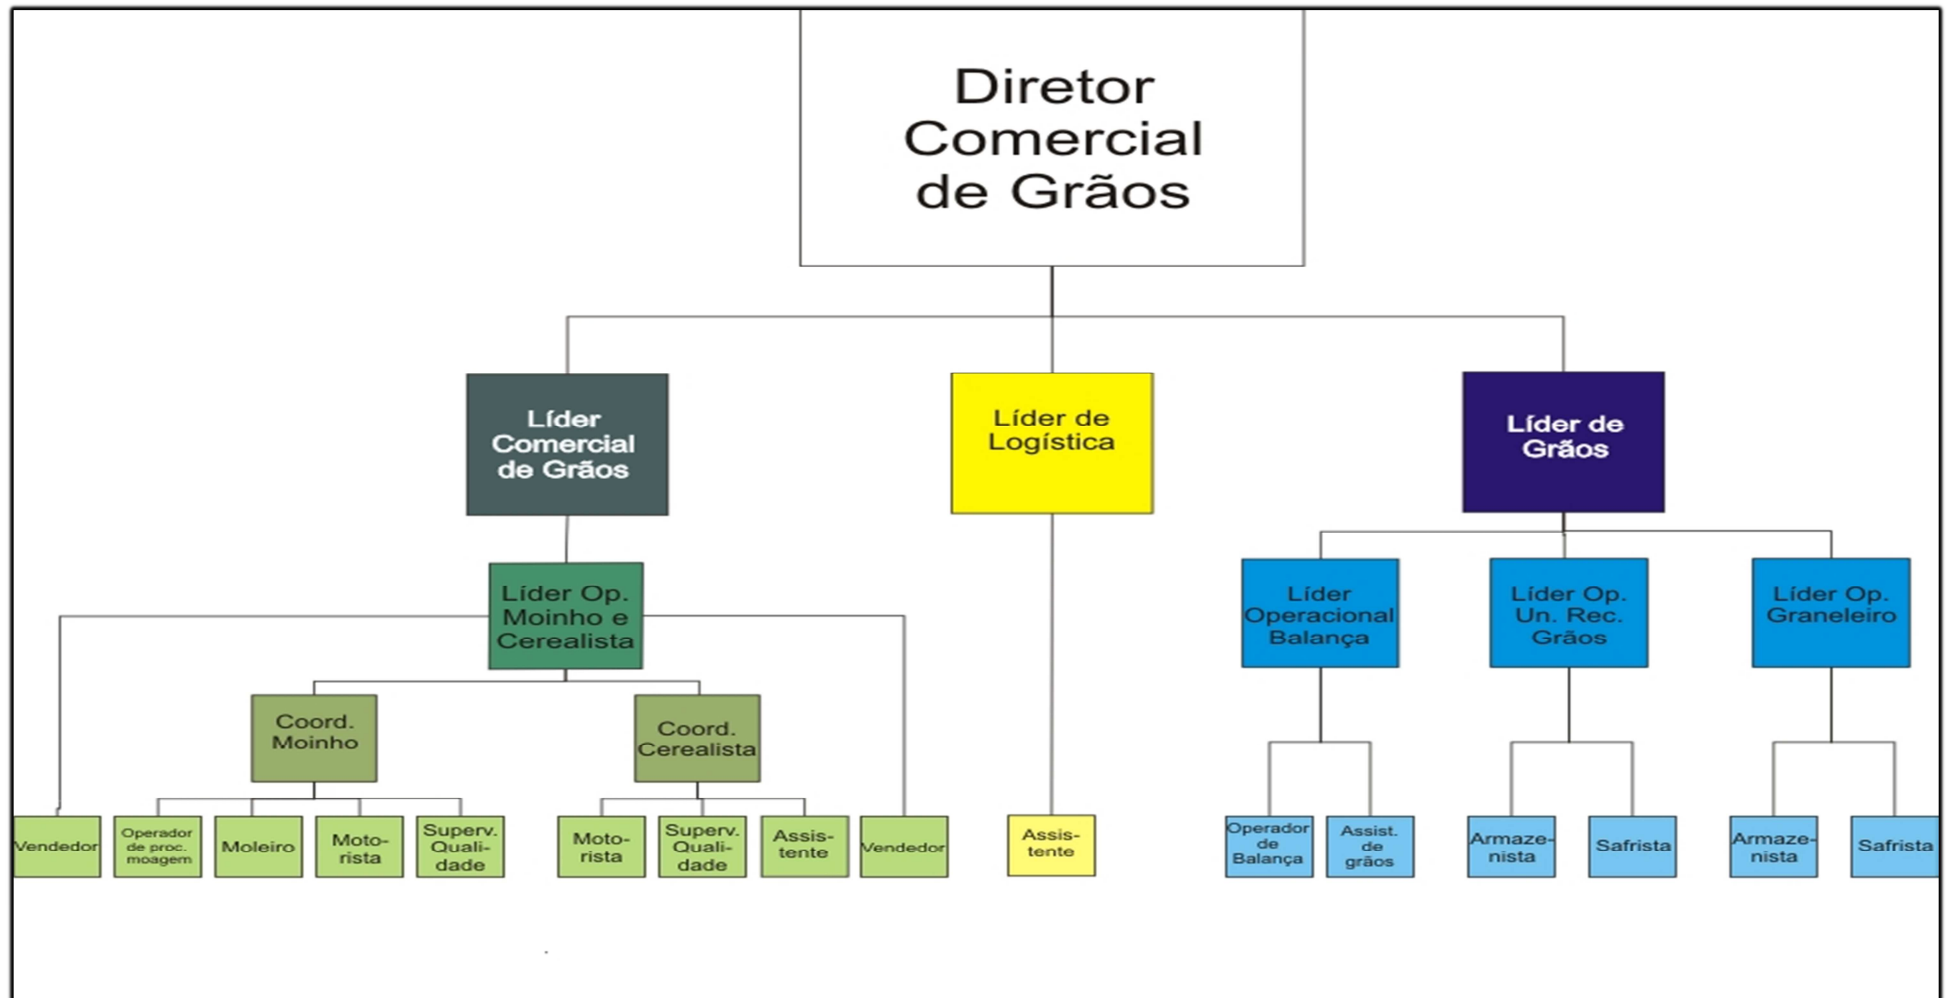 Diretor
Comercial
de Grãos
Líder
Comercial
de Grãos
Líder de
Logística
Líder de
Grãos
Líder Op.
Moinho e
Cerealista
Líder
Operacional
Balança
Líder Op.
Un. Rec.
Grãos
Líder Op.
Graneleiro
Coord.
Moinho
Coord.
Cerealista
Vendedor
Operador
de proc.
moagem
Moleiro
Moto-
rista
Superv.
Quali-
dade
Moto-
rista
Superv.
Quali-
dade
Assis-
tente
Vendedor
Assis-
tente
Operador
de
Balança
Assist.
de
grãos
Armaze-
nista
Safrista
Armaze-
nista
Safrista